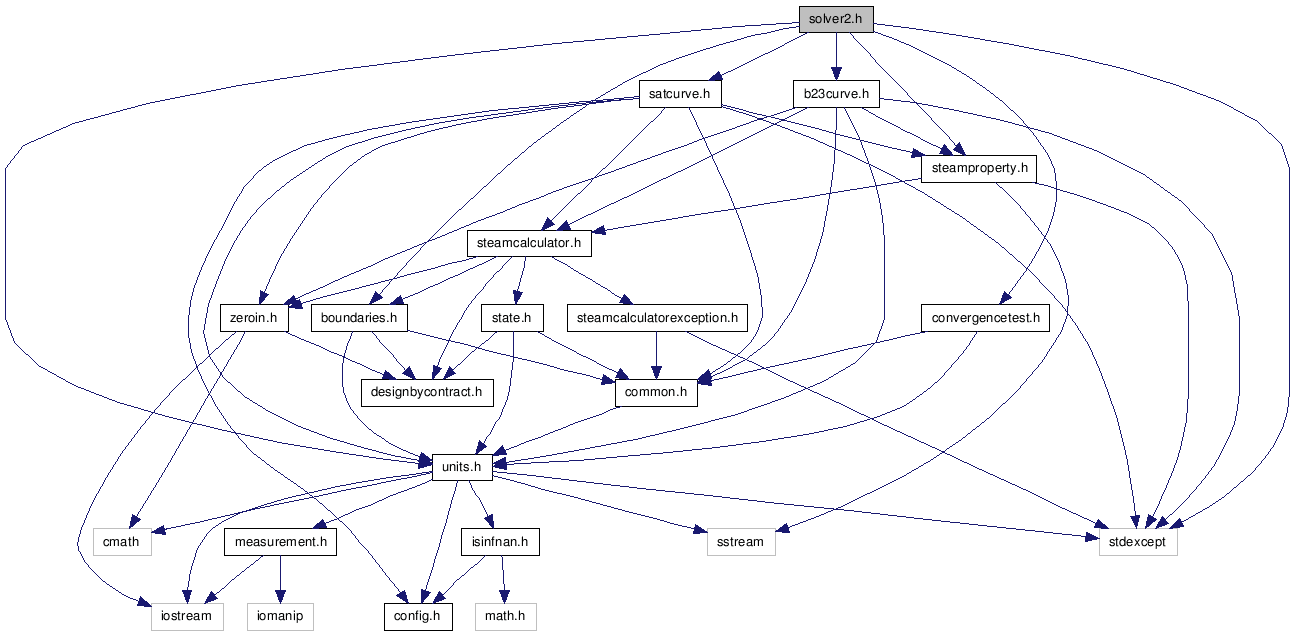 solver2.h
satcurve.h
b23curve.h
steamproperty.h
steamcalculator.h
zeroin.h
boundaries.h
state.h
steamcalculatorexception.h
convergencetest.h
designbycontract.h
common.h
units.h
cmath
measurement.h
isinfnan.h
sstream
stdexcept
iostream
iomanip
config.h
math.h